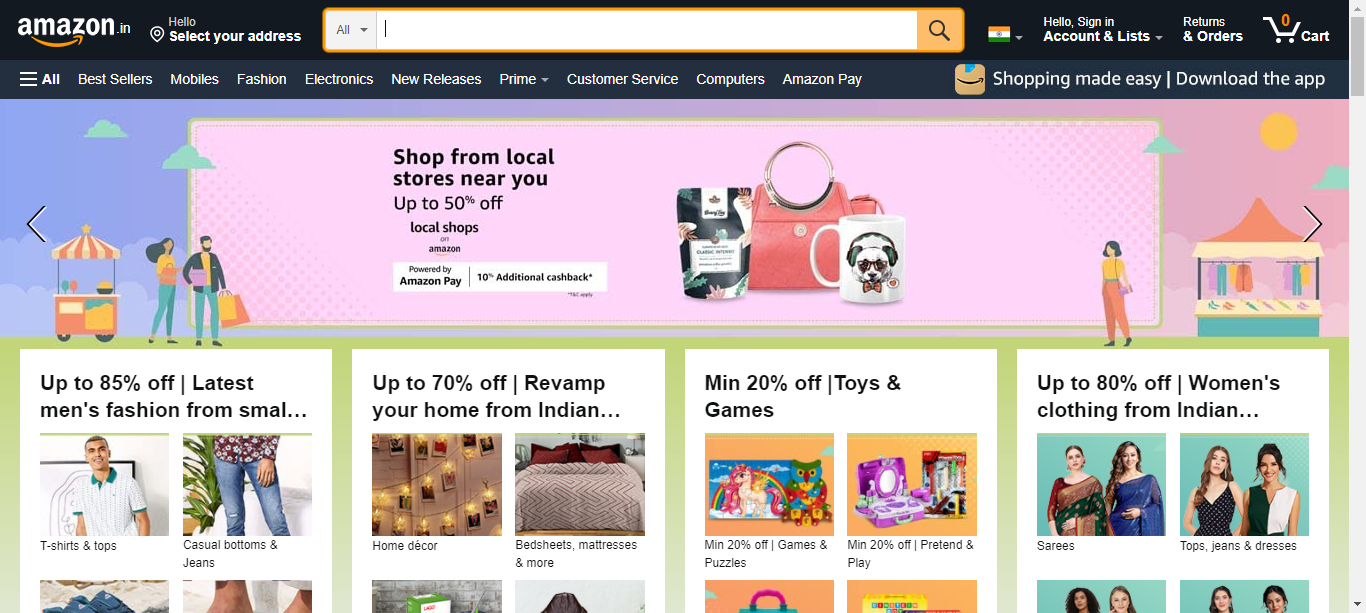 amazon.in
Hello
Select your address
All
Hello, Sign in
Account & Lists
Returns
& Orders
0
Cart
All
Best Sellers
Mobiles
Fashion
Electronics
New Releases
Prime
Customer Service
Computers
Amazon Pay
Shopping made easy | Download the app
Shop from local
stores near you
Up to 50% off
local shops
on
amazon
Powered by
Amazon Pay
10% Additional cashback*
*T&C apply
CLASSIC INTENSO
Up to 85% off | Latest
men's fashion from smal…
T-shirts & tops
Casual bottoms &
Jeans
Up to 70% off | Revamp
your home from Indian…
Home décor
Bedsheets, mattresses
& more
Min 20% off |Toys &
Games
Min 20% off | Games &
Puzzles
Min 20% off | Pretend &
Play
Up to 80% off | Women's
clothing from Indian…
Sarees
Tops, jeans & dresses